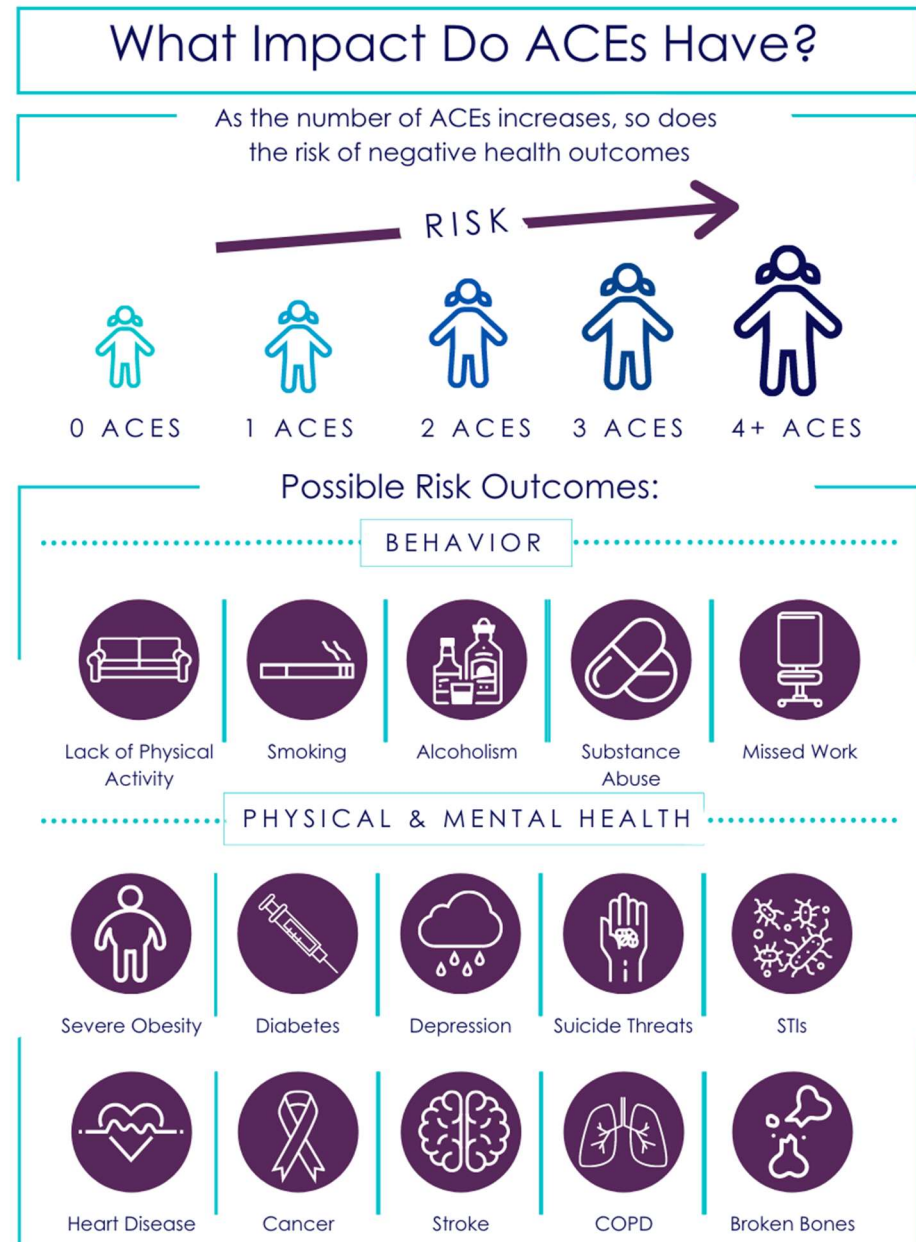 What Impact Do ACEs Have?
As the number of ACEs increases, so does
the risk of negative health outcomes
RISK
0 ACES
1 ACES
2 ACES
3 ACES
4+ ACES
Possible Risk Outcomes:
BEHAVIOR
Lack of Physical
Activity
Smoking
Alcoholism
Substance
Abuse
Missed Work
PHYSICAL & MENTAL HEALTH
Severe Obesity
Diabetes
Depression
Suicide Threats
STIs
Heart Disease
Cancer
Stroke
COPD
Broken Bones